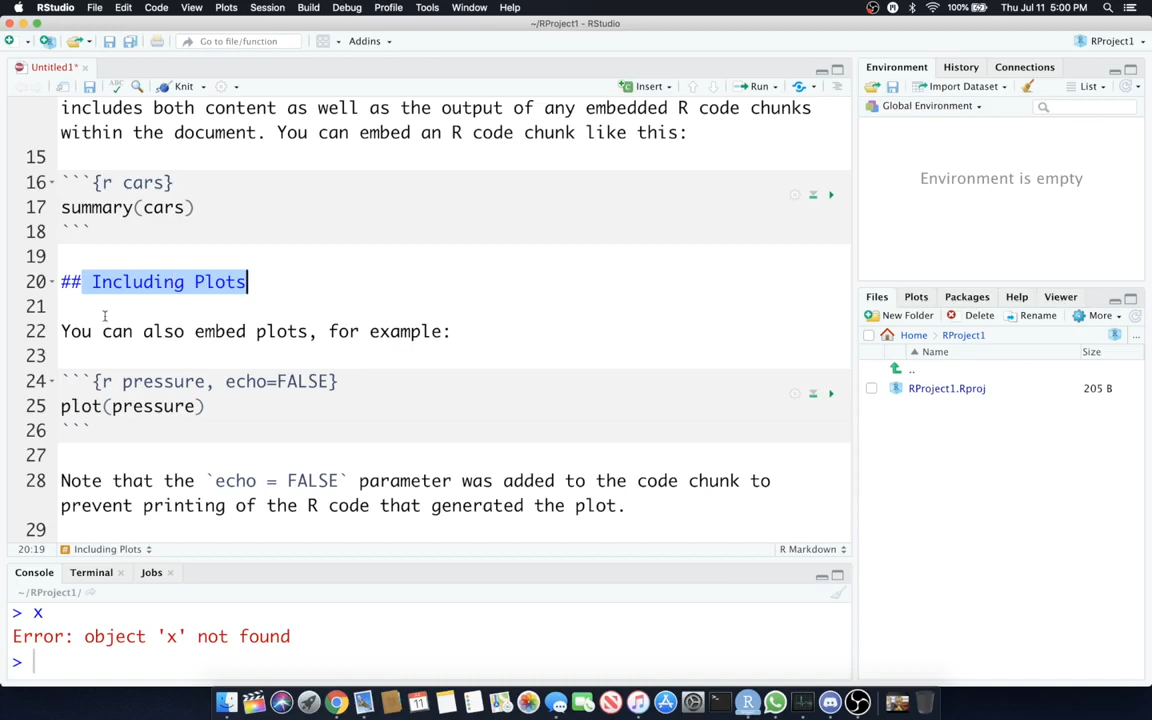 RStudio File Edit Code View Plots Session Build Debug Profile Tools Window Help 100% Thu Jul 11 5:00 PM
~/RProject1 - RStudio
Go to file/function Addins RProject1
Untitled1* Environment History Connections
ABC Knit Insert Run Import Dataset List
Global Environment
includes both content as well as the output of any embedded R code chunks
within the document. You can embed an R code chunk like this:
15
16 ```{r cars}
17 summary(cars)
18 ```
19
20 ## Including Plots
21
22 You can also embed plots, for example:
23
24 ```{r pressure, echo=FALSE}
25 plot(pressure)
26 ```
27
28 Note that the `echo = FALSE` parameter was added to the code chunk to
prevent printing of the R code that generated the plot.
29
20:19 Including Plots R Markdown
Environment is empty
Files Plots Packages Help Viewer
New Folder Delete Rename More
Home RProject1 ...
Name Size
..
RProject1.Rproj 205 B
Console Terminal Jobs
~/RProject1/
> x
Error: object 'x' not found
>